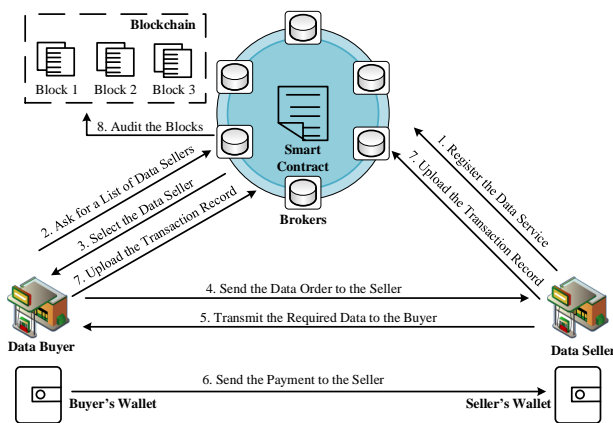 Blockchain
Block 1 Block 2 Block 3
8. Audit the Blocks
Smart
Contract
Brokers
1. Register the Data Service
7. Upload the Transaction Record
2. Ask for a List of Data Sellers
3. Select the Data Seller
7. Upload the Transaction Record
4. Send the Data Order to the Seller
5. Transmit the Required Data to the Buyer
Data Buyer
Data Seller
6. Send the Payment to the Seller
Buyer's Wallet
Seller's Wallet